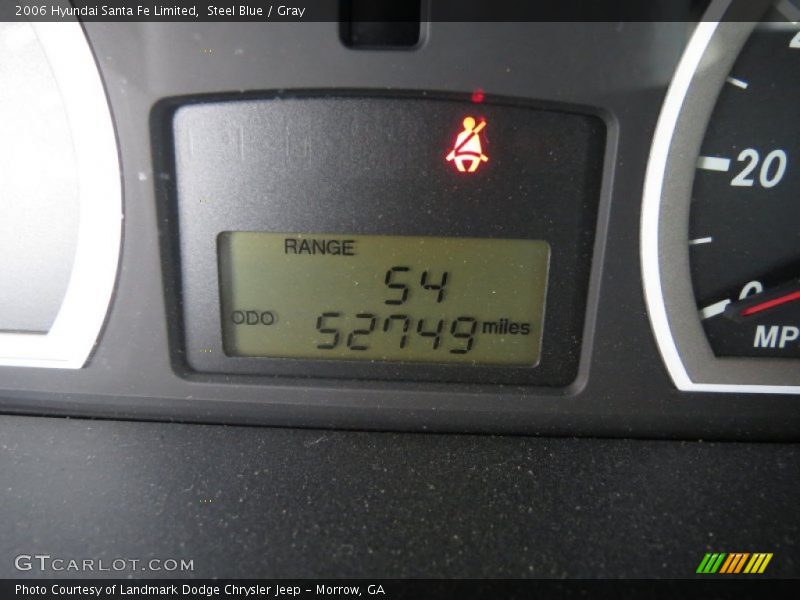 2006 Hyundai Santa Fe Limited,  Steel Blue / Gray
20
RANGE
54
0
ODO 52749 miles
MP
GTCARLOT.COM
Photo Courtesy of Landmark Dodge Chrysler Jeep – Morrow, GA